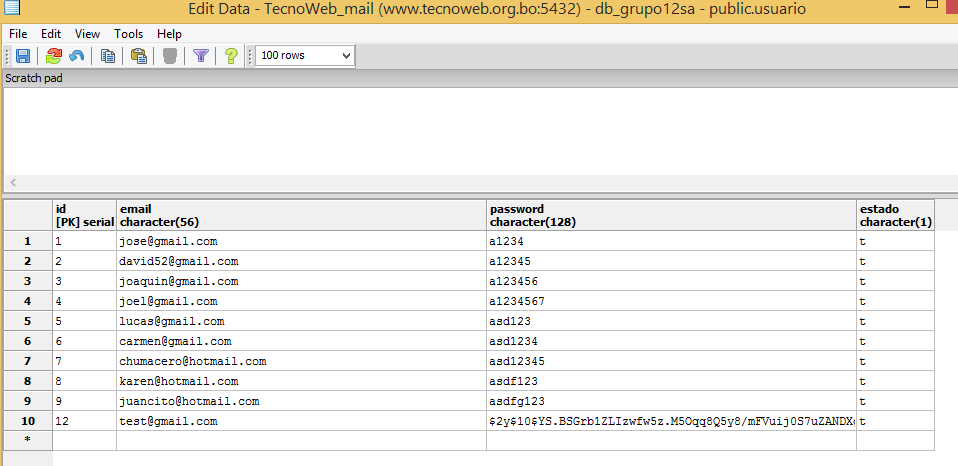 Edit Data - TecnoWeb_mail (www.tecnoweb.org.bo:5432) - db_grupo12sa - public.usuario
File Edit View Tools Help
100 rows
Scratch pad
id email password estado
[PK] serial character(56) character(128) character(1)
1 1 jose@gmail.com a1234 t
2 2 david52@gmail.com a12345 t
3 3 joaquin@gmail.com a123456 t
4 4 joel@gmail.com a1234567 t
5 5 lucas@gmail.com asd123 t
6 6 carmen@gmail.com asd1234 t
7 7 chumacero@hotmail.com asd12345 t
8 8 karen@hotmail.com asdf123 t
9 9 juancito@hotmail.com asdfg123 t
10 12 test@gmail.com $2y$10$YS.BSGrb1ZLIzwfw5z.M5Oqq8Q5y8/mFVuij0S7uZANDX t
*